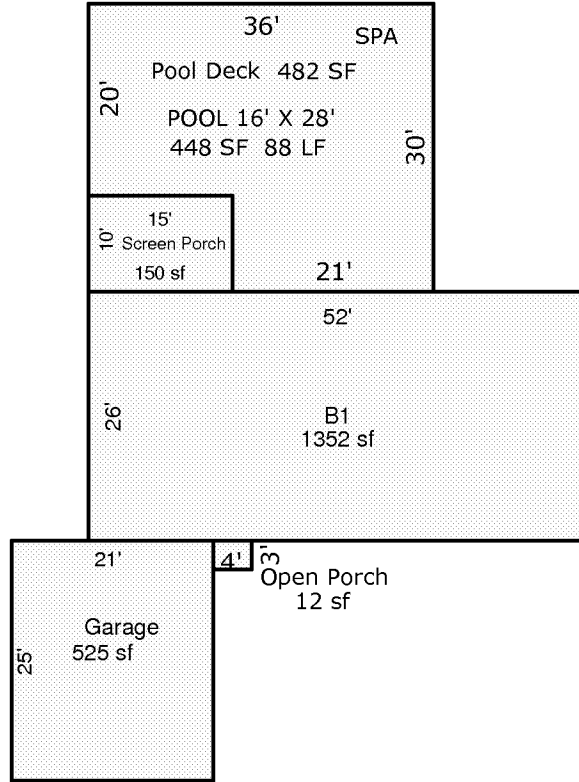 36'
SPA
Pool Deck 482 SF
20'
POOL 16' X 28'
448 SF 88 LF
30'
15'
10'
Screen Porch
150 sf
21'
52'
26'
B1
1352 sf
21'
4'
3'
Open Porch
12 sf
Garage
525 sf
25'